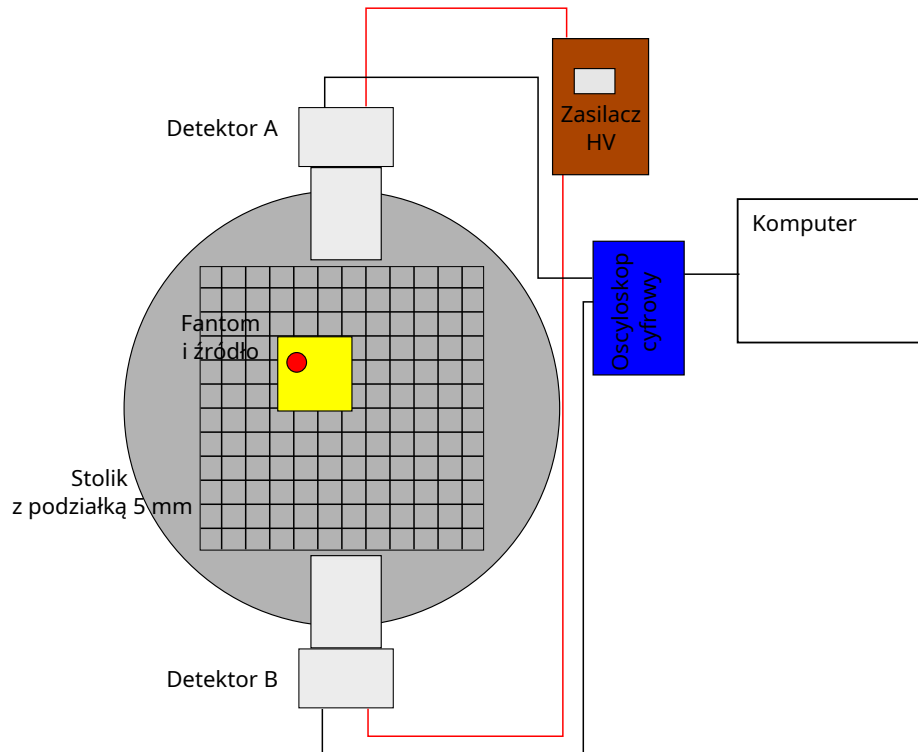 Detektor A
Zasilacz
HV
Komputer
Oscyloskop
cyfrowy
Fantom
i źródło
Stolik
z podziałką 5 mm
Detektor B